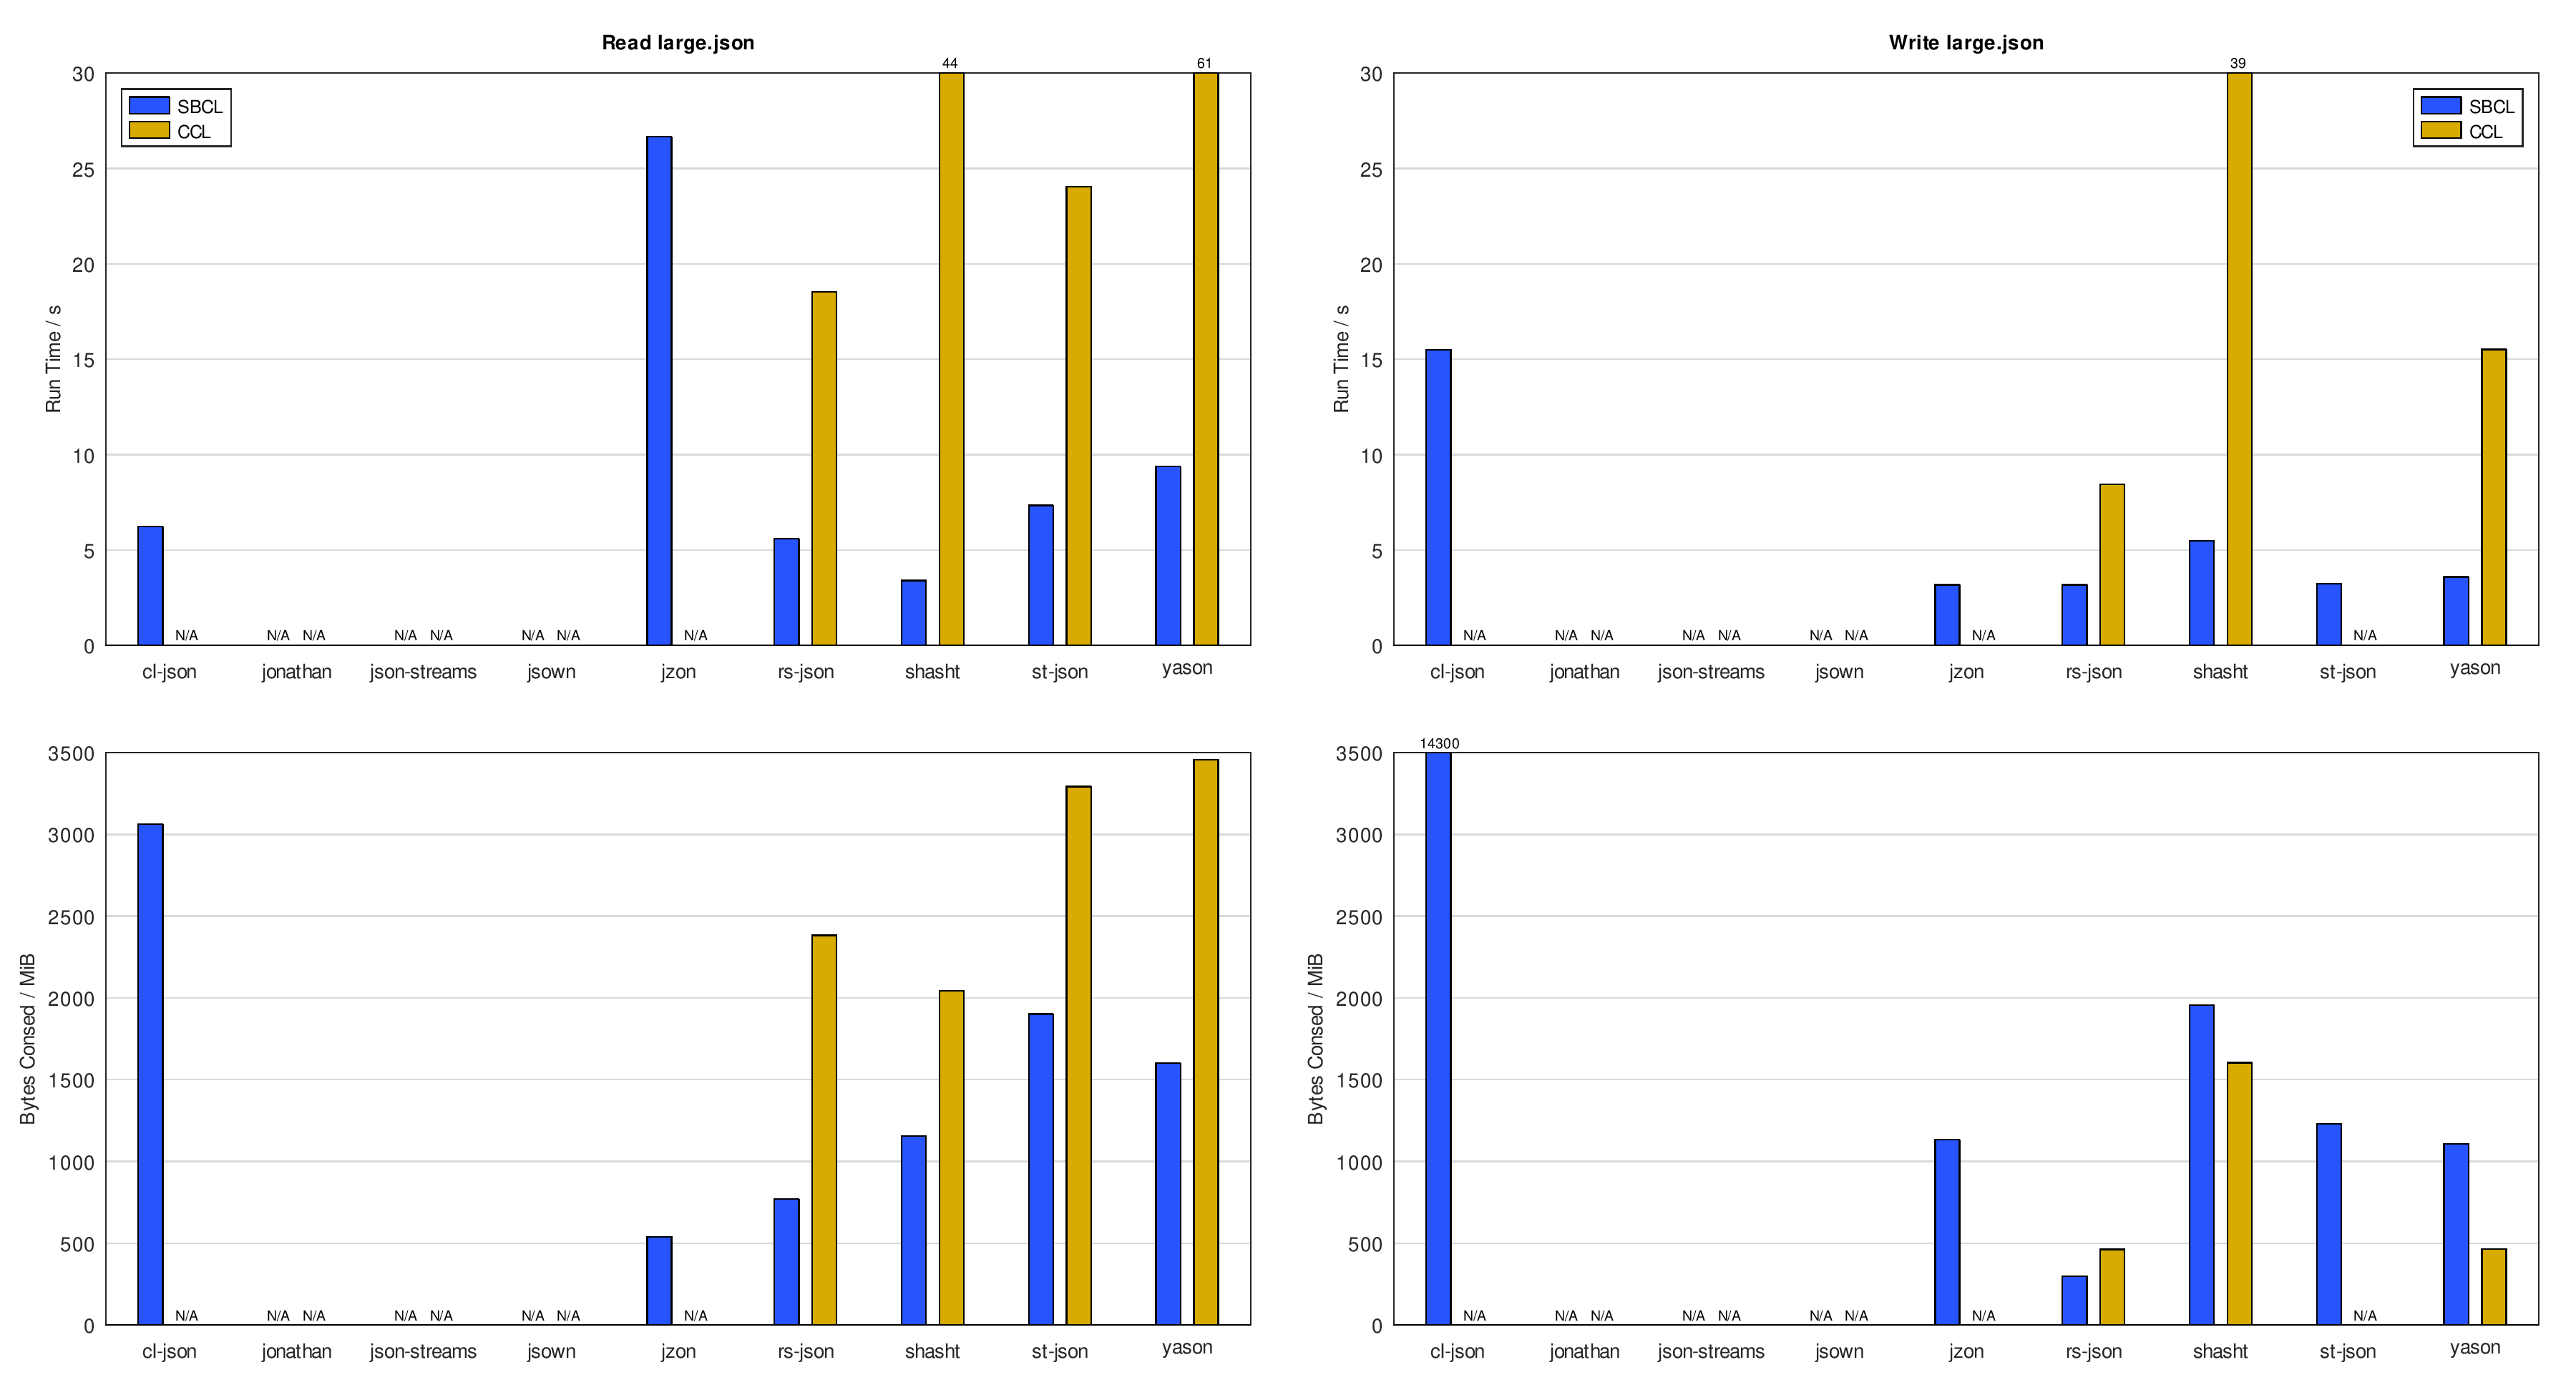 Read large.json
44
61
30
25
20
15
10
5
0
Run Time / s
SBCL
CCL
N/A
N/A N/A
N/A N/A
N/A N/A
N/A
cl-json jonathan json-streams jsown jzon rs-json shasht st-json yason
Write large.json
39
30
25
20
15
10
5
0
Run Time / s
SBCL
CCL
N/A
N/A N/A
N/A N/A
N/A N/A
N/A
N/A
cl-json jonathan json-streams jsown jzon rs-json shasht st-json yason
3500
3000
2500
2000
1500
1000
500
0
Bytes Consed / MiB
N/A
N/A N/A
N/A N/A
N/A N/A
N/A
cl-json jonathan json-streams jsown jzon rs-json shasht st-json yason
14300
3500
3000
2500
2000
1500
1000
500
0
Bytes Consed / MiB
N/A
N/A N/A
N/A N/A
N/A N/A
N/A
N/A
cl-json jonathan json-streams jsown jzon rs-json shasht st-json yason